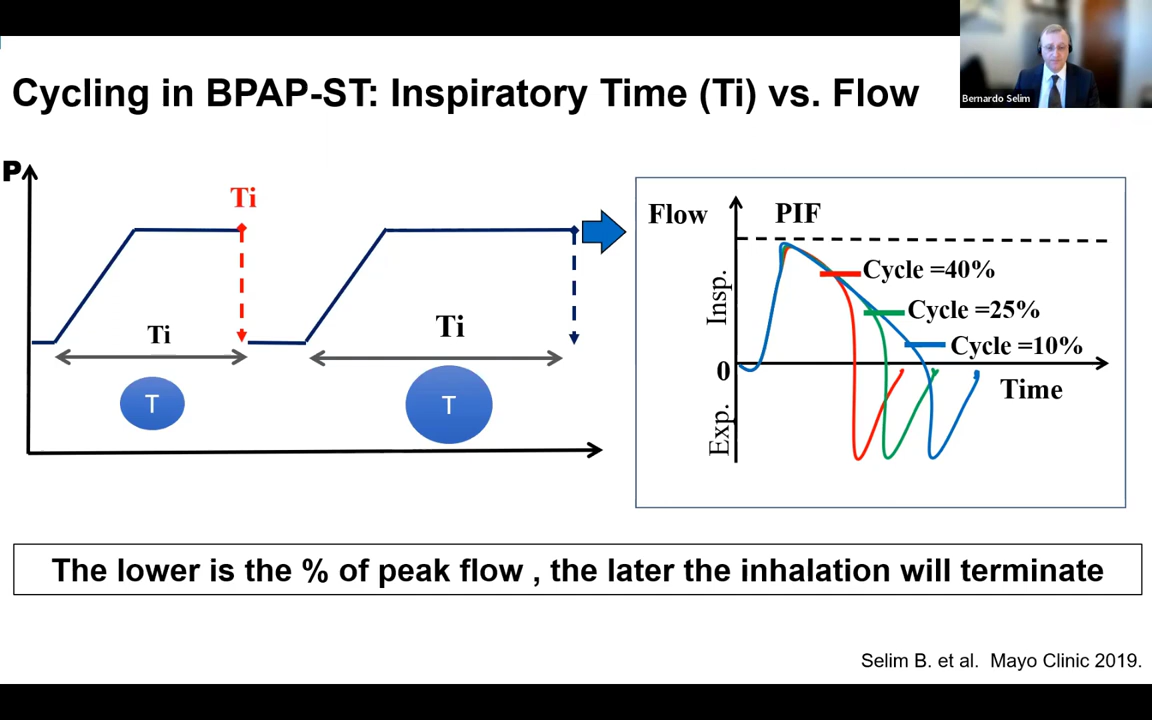 Bernardo Selim
Cycling in BPAP-ST: Inspiratory Time (Ti) vs. Flow
P
Ti
Ti
Ti
T
T
Flow
PIF
Insp.
Exp.
0
Cycle =40%
Cycle =25%
Cycle =10%
Time
The lower is the % of peak flow , the later the inhalation will terminate
Selim B. et al.  Mayo Clinic 2019.